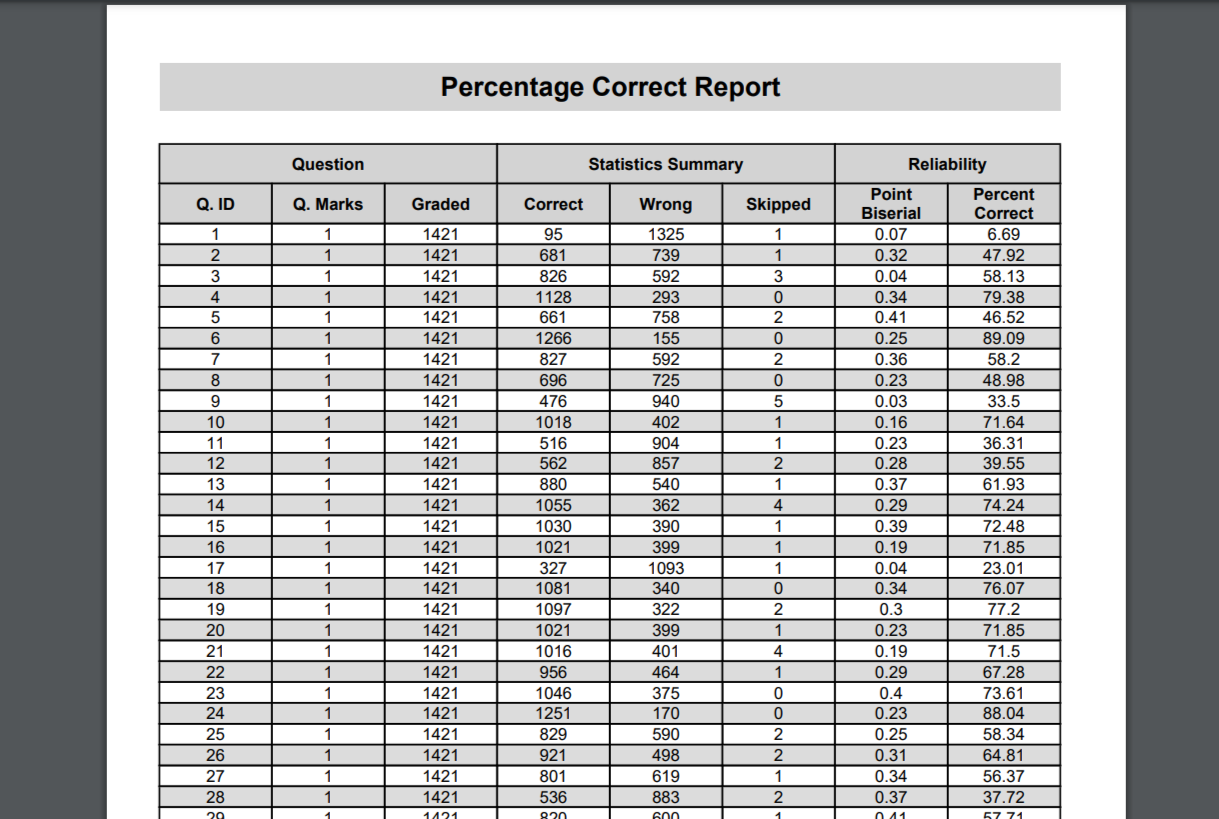 Percentage Correct Report
Question Statistics Summary Reliability
Q. ID Q. Marks Graded Correct Wrong Skipped Point Biserial Percent Correct
1 1 1421 95 1325 1 0.07 6.69
2 1 1421 681 739 1 0.32 47.92
3 1 1421 826 592 3 0.04 58.13
4 1 1421 1128 293 0 0.34 79.38
5 1 1421 661 758 2 0.41 46.52
6 1 1421 1266 155 0 0.25 89.09
7 1 1421 827 592 2 0.36 58.2
8 1 1421 696 725 0 0.23 48.98
9 1 1421 476 940 5 0.03 33.5
10 1 1421 1018 402 1 0.16 71.64
11 1 1421 516 904 1 0.23 36.31
12 1 1421 562 857 2 0.28 39.55
13 1 1421 880 540 1 0.37 61.93
14 1 1421 1055 362 4 0.29 74.24
15 1 1421 1030 390 1 0.39 72.48
16 1 1421 1021 399 1 0.19 71.85
17 1 1421 327 1093 1 0.04 23.01
18 1 1421 1081 340 0 0.34 76.07
19 1 1421 1097 322 2 0.3 77.2
20 1 1421 1021 399 1 0.23 71.85
21 1 1421 1016 401 4 0.19 71.5
22 1 1421 956 464 1 0.29 67.28
23 1 1421 1046 375 0 0.4 73.61
24 1 1421 1251 170 0 0.23 88.04
25 1 1421 829 590 2 0.25 58.34
26 1 1421 921 498 2 0.31 64.81
27 1 1421 801 619 1 0.34 56.37
28 1 1421 536 883 2 0.37 37.72
29 1 1421 820 600 1 0.41 57.71